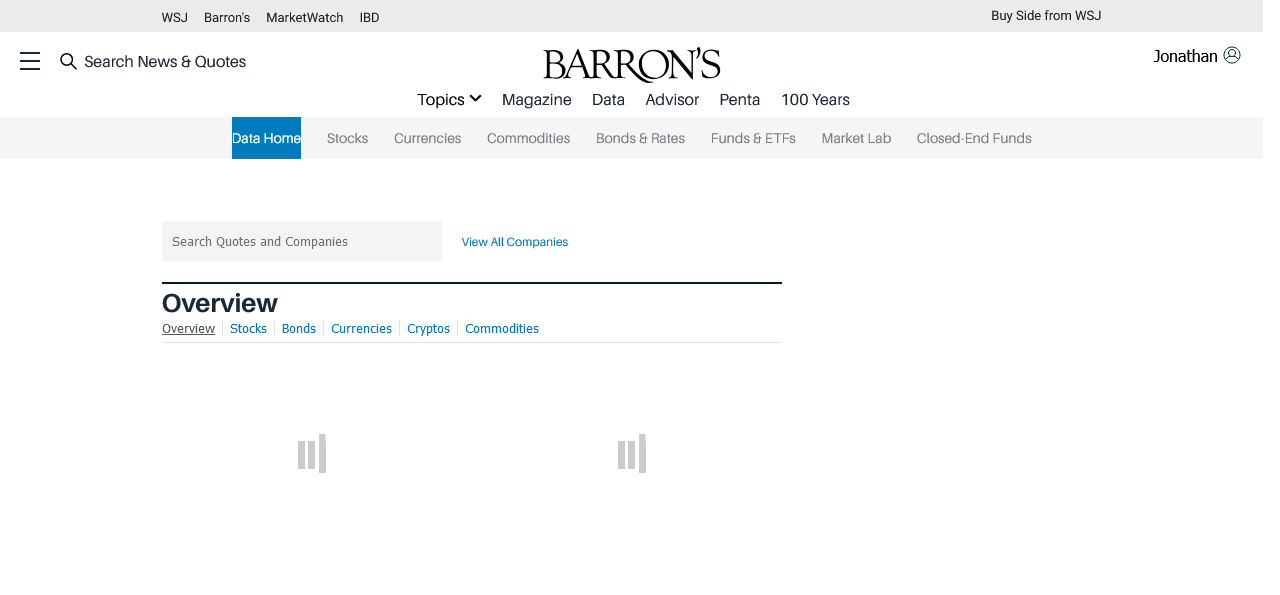 WSJ Barron's MarketWatch IBD Buy Side from WSJ
Search News & Quotes BARRON'S Jonathan
Topics Magazine Data Advisor Penta 100 Years
Data Home Stocks Currencies Commodities Bonds & Rates Funds & ETFs Market Lab Closed-End Funds
Search Quotes and Companies View All Companies
Overview
Overview Stocks Bonds Currencies Cryptos Commodities